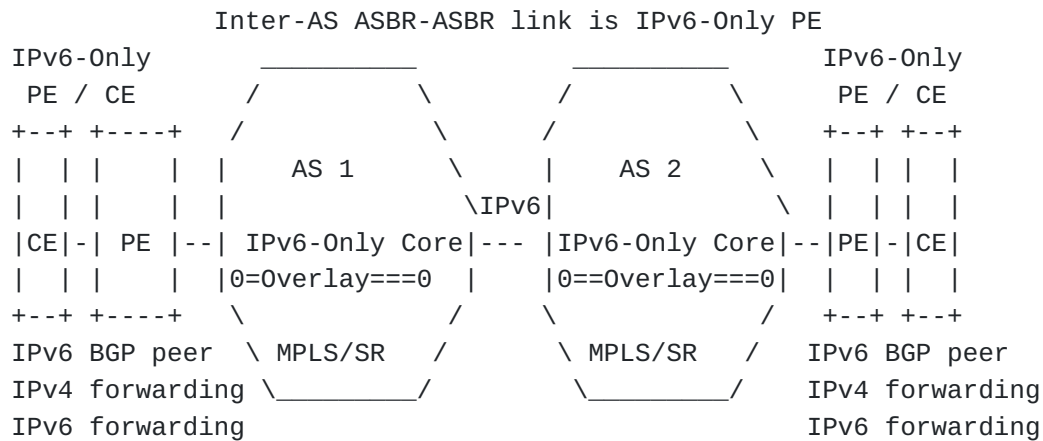 Inter-AS ASBR-ASBR link is IPv6-Only PE
IPv6-Only IPv6-Only
PE / CE PE / CE
AS 1 AS 2
IPv6
CE PE IPv6-Only Core IPv6-Only Core PE CE
0=Overlay===0 0==Overlay===0
IPv6 BGP peer MPLS/SR MPLS/SR IPv6 BGP peer
IPv4 forwarding IPv4 forwarding
IPv6 forwarding IPv6 forwarding